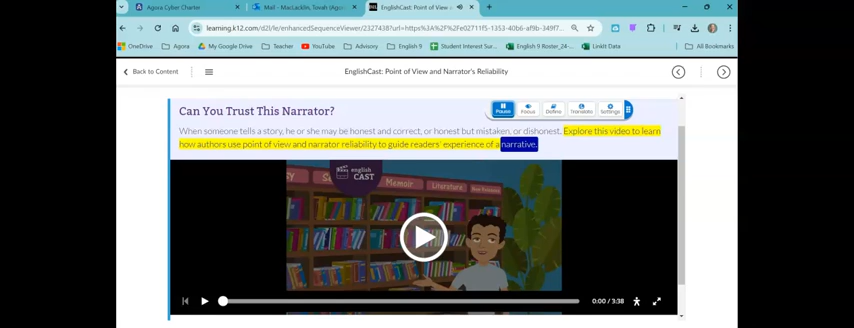 Agora Cyber Charter
Mail - MacLacklin, Tovah (Ago
EnglishCast: Point of View a
learning.k12.com/d2l/le/enhancedSequenceViewer/2327438?url=https%3A%2F%2Fe02711f5-1353-40b6-af9b-349f7...
OneDrive
Agora
My Google Drive
Teacher
YouTube
Advisory
English 9
Student Interest Sur...
English 9 Roster_24-...
LinkIt Data
All Bookmarks
Back to Content
EnglishCast: Point of View and Narrator's Reliability
Can You Trust This Narrator?
Pause
Focus
Define
Translate
Settings
When someone tells a story, he or she may be honest and correct, or honest but mistaken, or dishonest. Explore this video to learn
how authors use point of view and narrator reliability to guide readers' experience of a narrative.
english
CAST
Memoir
Literature
0:00 / 3:38